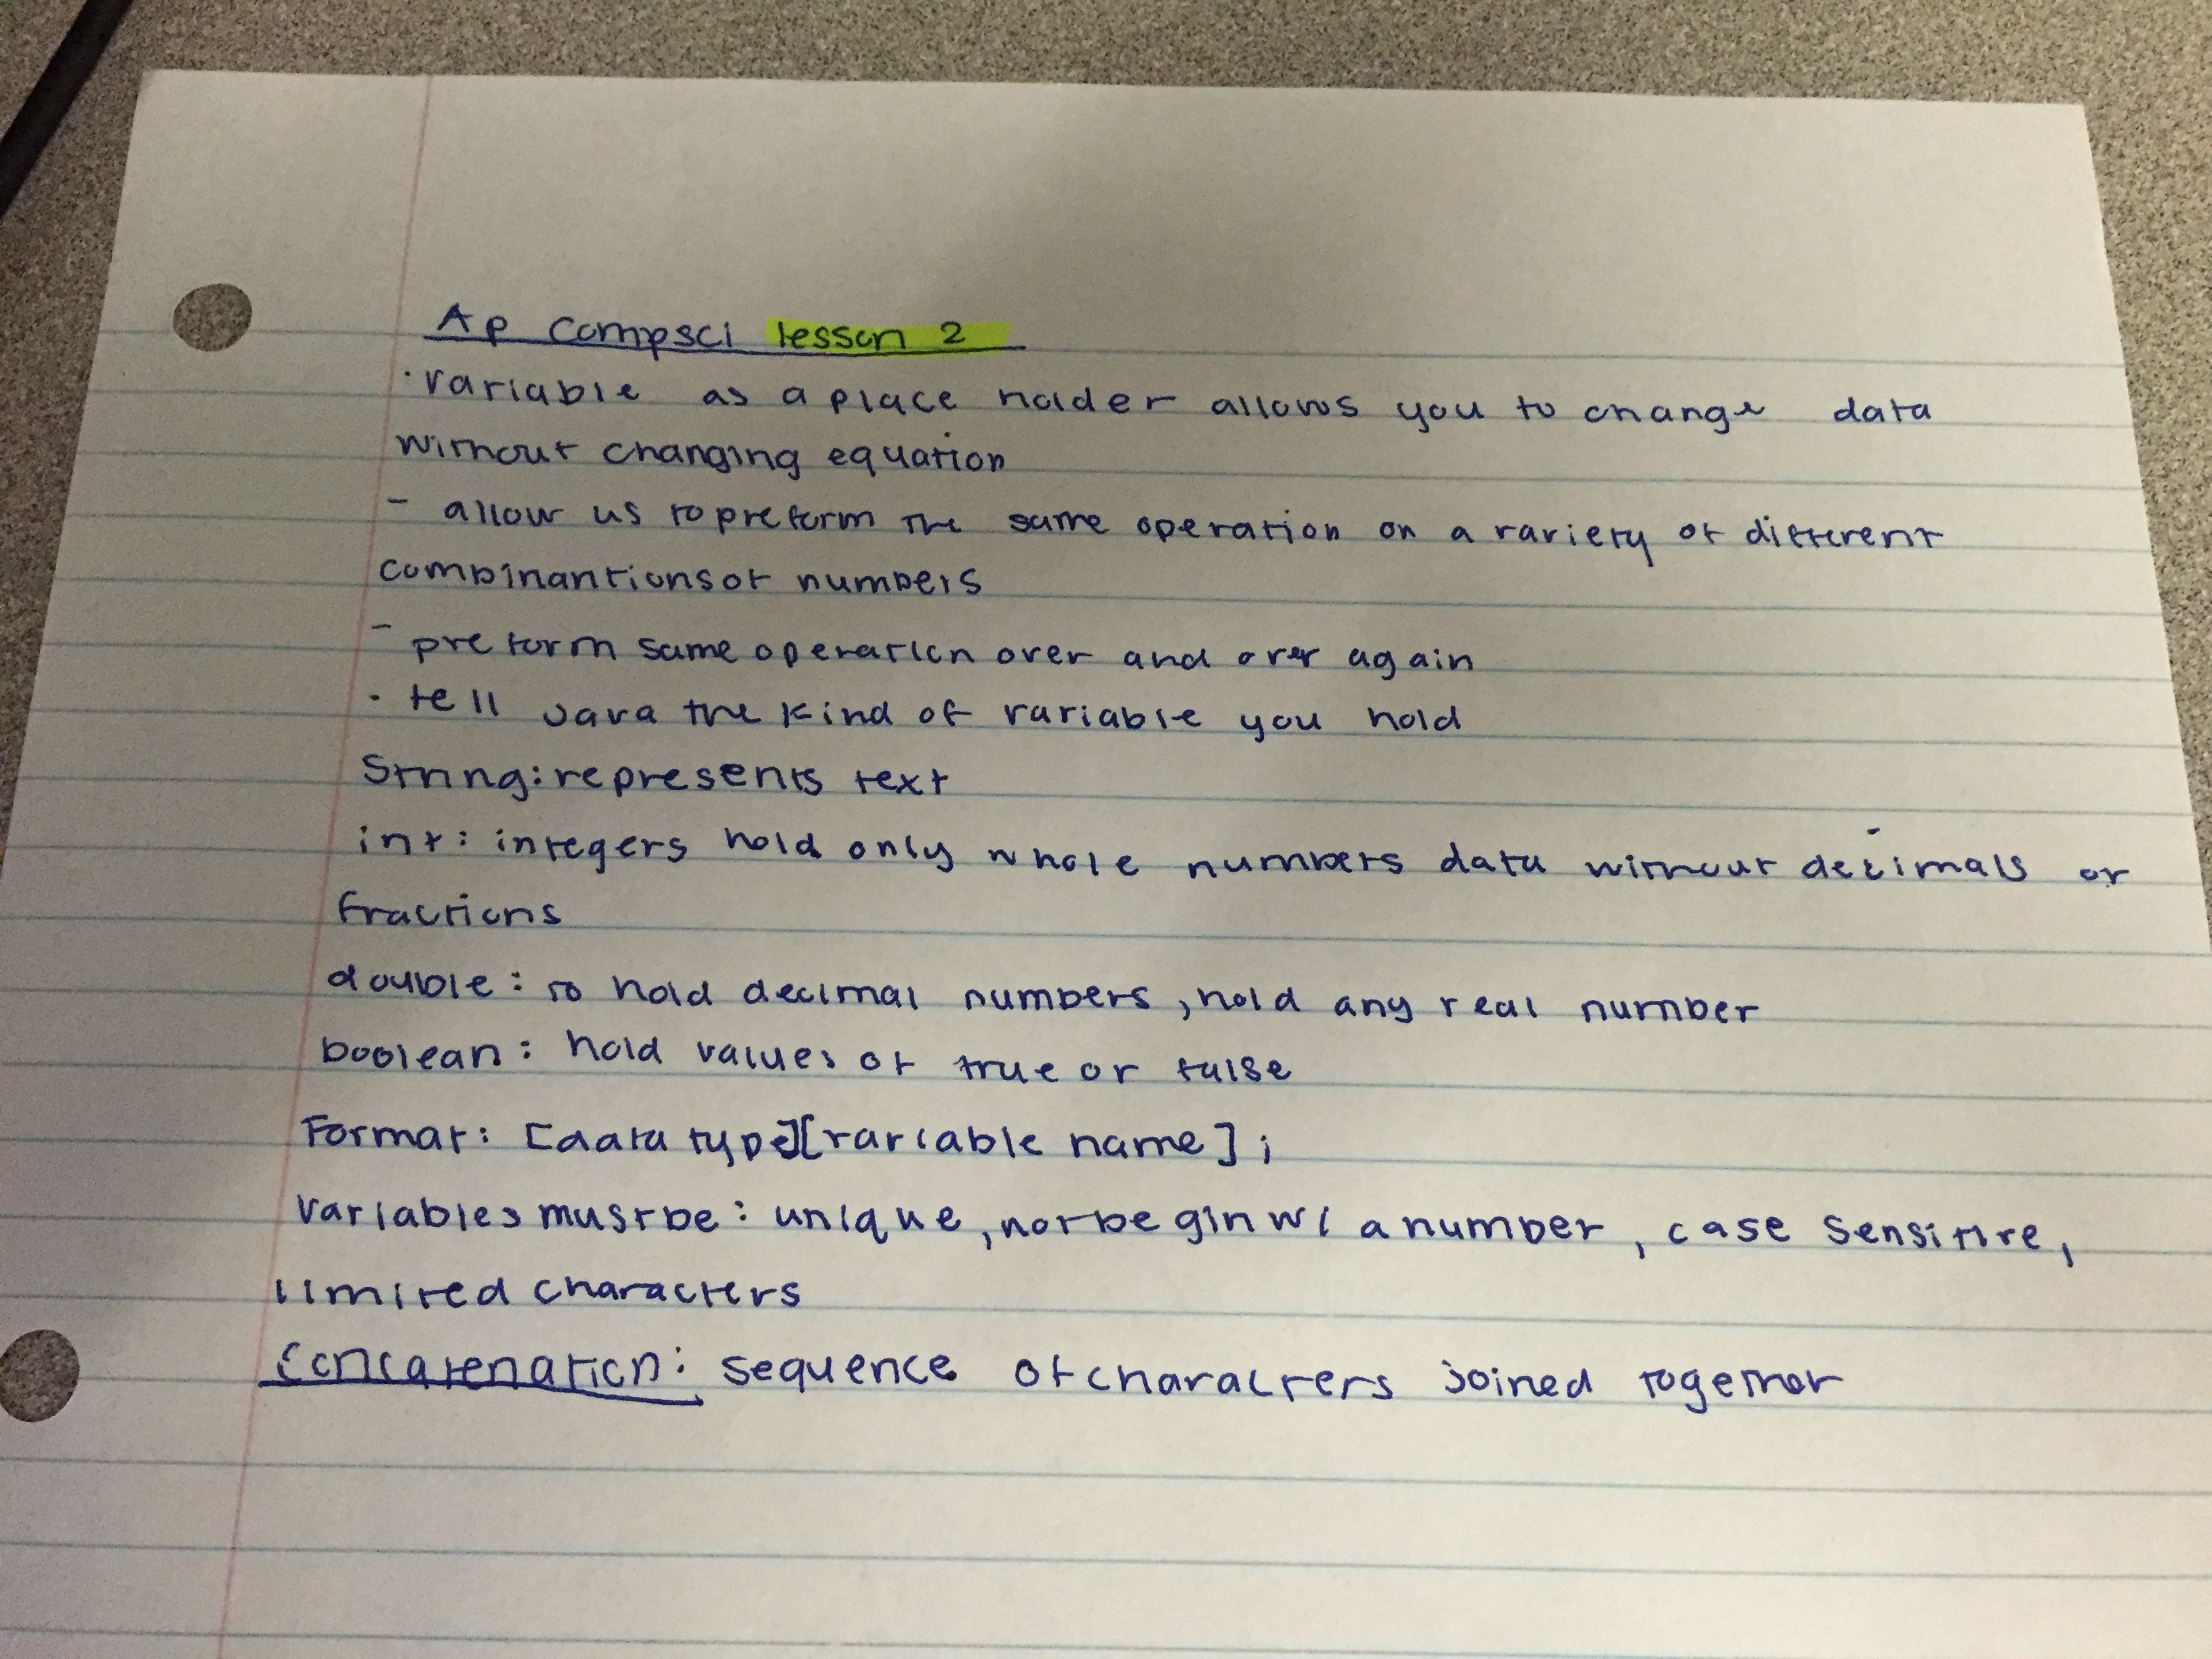 Ap Compsci lesson 2
· variable as a place holder allows you to change data
without changing equation
- allow us to preform the same operation on a variety of different
combinantions of numbers
- preform same operation over and over again
· tell Java the kind of variable you hold
String: represents text
int: integers hold only whole numbers data without decimals or
fractions
double: to hold decimal numbers, hold any real number
boolean: hold values of true or false
Format: [data type][variable name];
variables must be: unique, not begin w/ a number, case sensitive,
limited characters
Concatenation: sequence of characters joined together